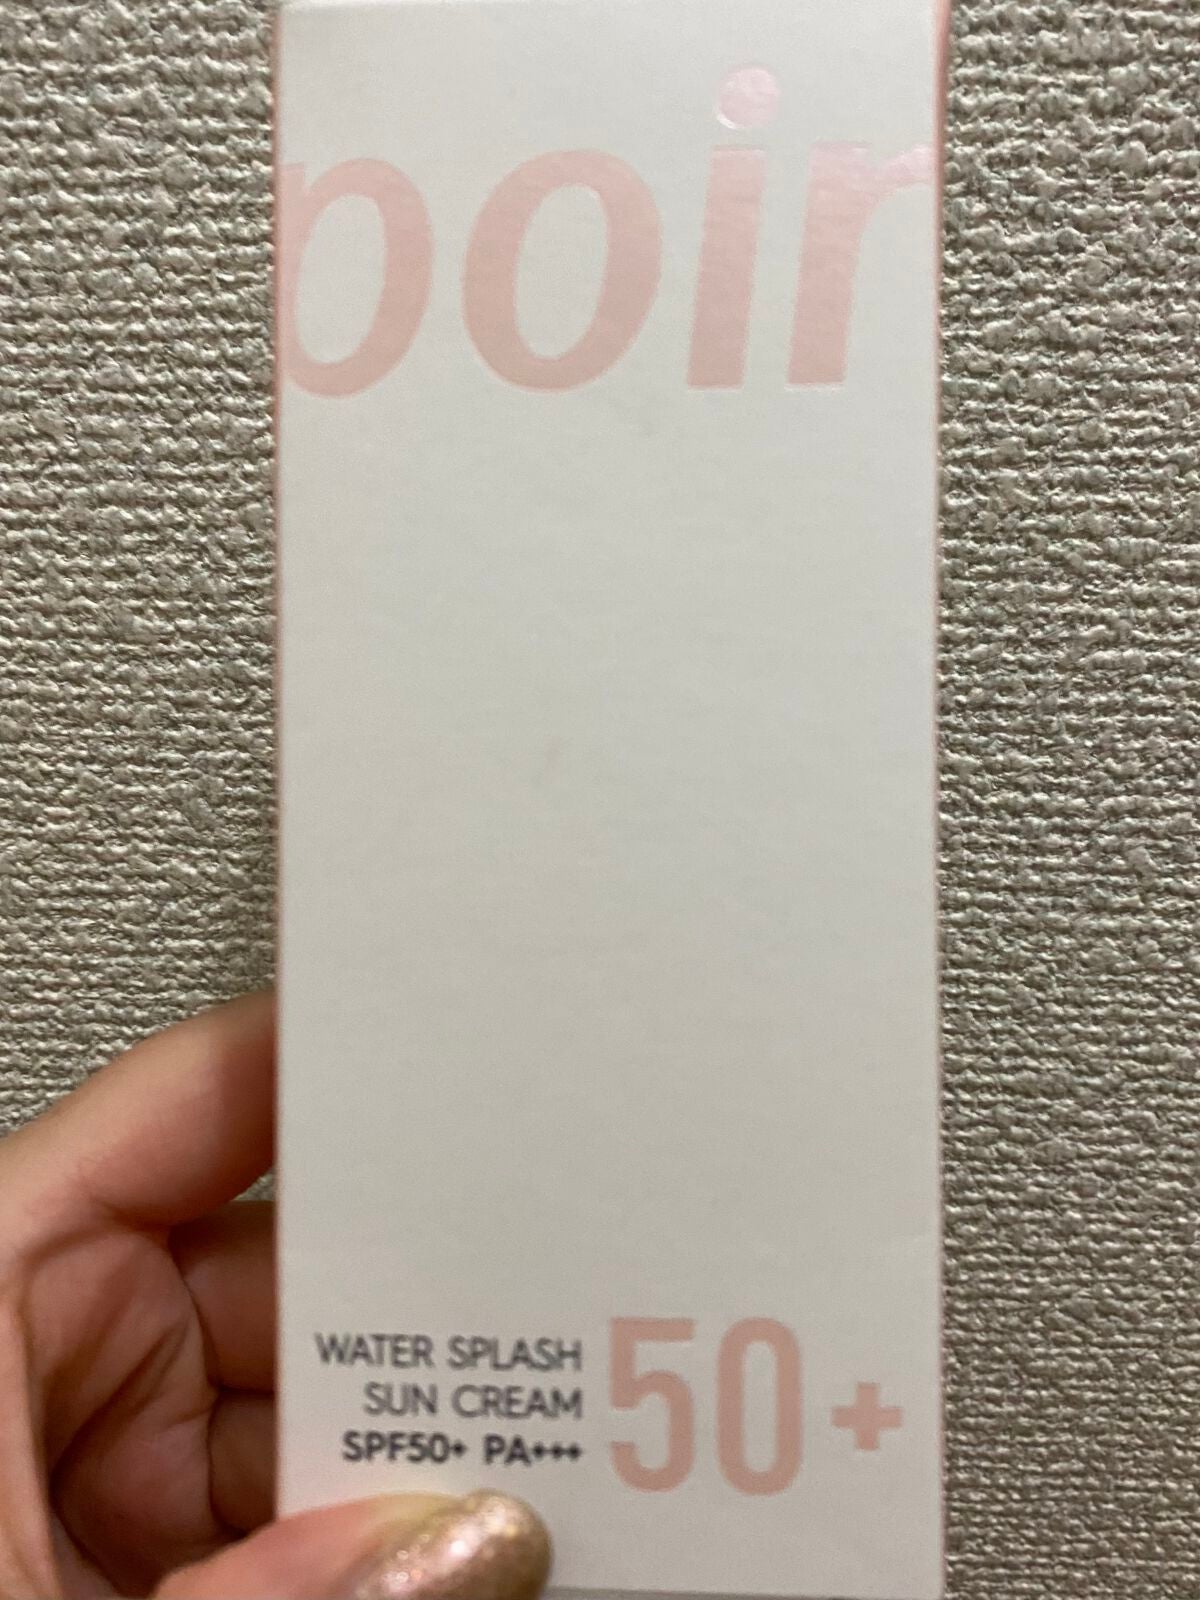 poir
WATER SPLASH
SUN CREAM
SPF50+ PA+++
50+